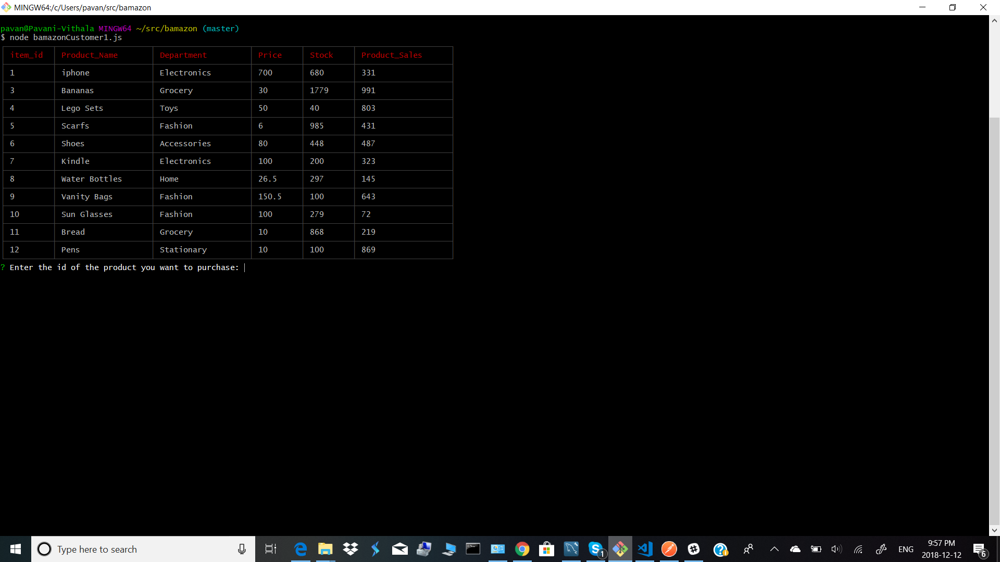 MINGW64:/c/Users/pavan/src/bamazon
pavan@Pavani-Vithala MINGW64 ~/src/bamazon (master)
$ node bamazonCustomer1.js
item_id Product_Name Department Price Stock Product_Sales
1 iphone Electronics 700 680 331
3 Bananas Grocery 30 1779 991
4 Lego Sets Toys 50 40 803
5 Scarfs Fashion 6 985 431
6 Shoes Accessories 80 448 487
7 Kindle Electronics 100 200 323
8 Water Bottles Home 26.5 297 145
9 Vanity Bags Fashion 150.5 100 643
10 Sun Glasses Fashion 100 279 72
11 Bread Grocery 10 868 219
12 Pens Stationary 10 100 869
? Enter the id of the product you want to purchase:
Type here to search
1
ENG
9:57 PM
2018-12-12
6